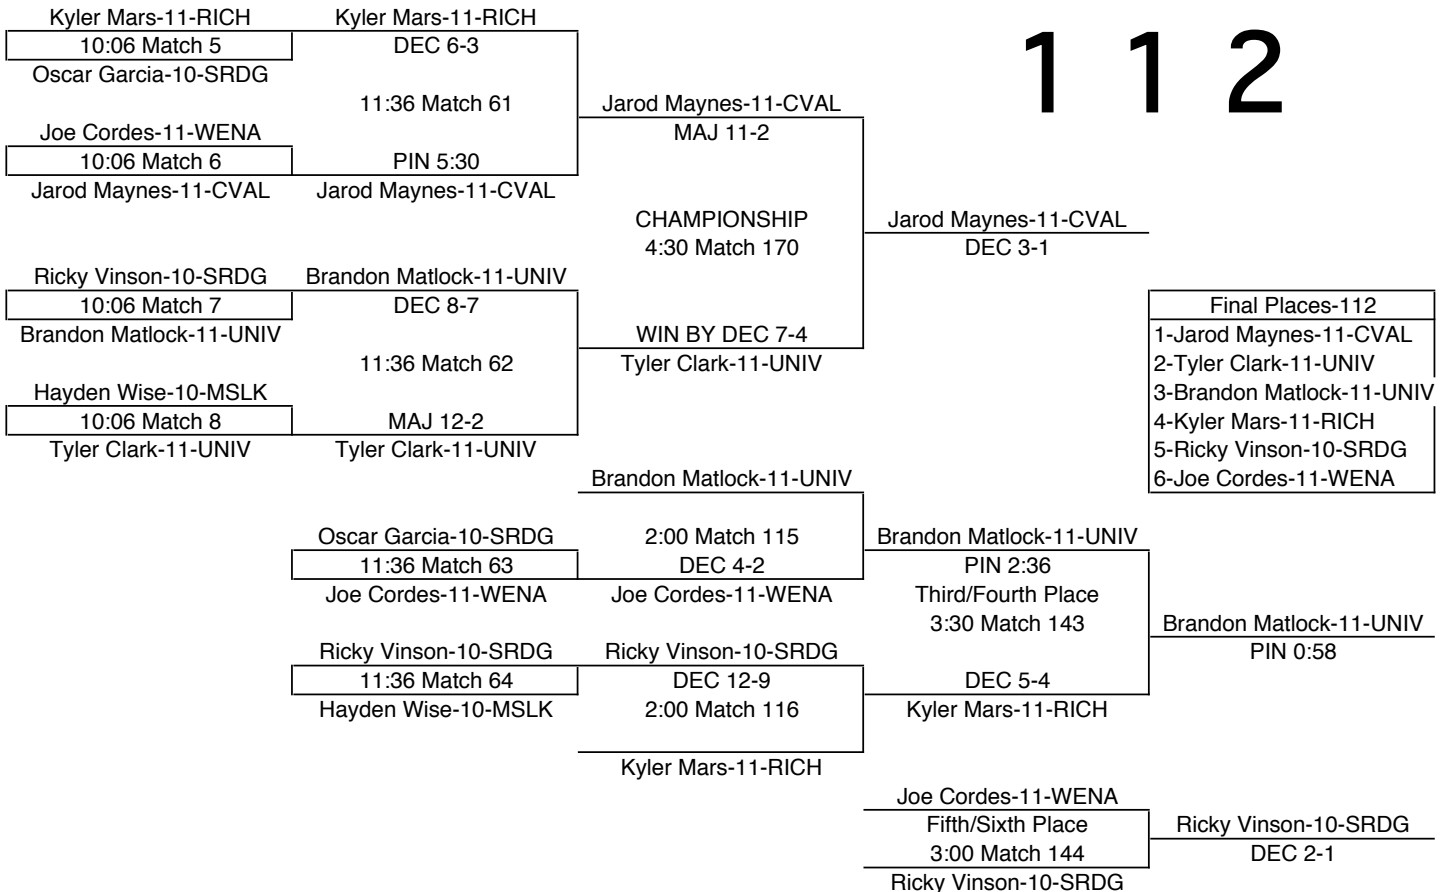 Kyler Mars-11-RICH
Kyler Mars-11-RICH
1 1 2
10:06 Match 5
DEC 6-3
Oscar Garcia-10-SRDG
11:36 Match 61
Jarod Maynes-11-CVAL
Joe Cordes-11-WENA
MAJ 11-2
10:06 Match 6
PIN 5:30
Jarod Maynes-11-CVAL
Jarod Maynes-11-CVAL
CHAMPIONSHIP
Jarod Maynes-11-CVAL
4:30 Match 170
DEC 3-1
Ricky Vinson-10-SRDG
Brandon Matlock-11-UNIV
10:06 Match 7
DEC 8-7
Final Places-112
Brandon Matlock-11-UNIV
WIN BY DEC 7-4
1-Jarod Maynes-11-CVAL
11:36 Match 62
Tyler Clark-11-UNIV
2-Tyler Clark-11-UNIV
Hayden Wise-10-MSLK
3-Brandon Matlock-11-UNIV
10:06 Match 8
MAJ 12-2
4-Kyler Mars-11-RICH
Tyler Clark-11-UNIV
Tyler Clark-11-UNIV
5-Ricky Vinson-10-SRDG
Brandon Matlock-11-UNIV
6-Joe Cordes-11-WENA
Oscar Garcia-10-SRDG
2:00 Match 115
Brandon Matlock-11-UNIV
11:36 Match 63
DEC 4-2
PIN 2:36
Joe Cordes-11-WENA
Joe Cordes-11-WENA
Third/Fourth Place
3:30 Match 143
Brandon Matlock-11-UNIV
Ricky Vinson-10-SRDG
Ricky Vinson-10-SRDG
PIN 0:58
11:36 Match 64
DEC 12-9
DEC 5-4
Hayden Wise-10-MSLK
2:00 Match 116
Kyler Mars-11-RICH
Kyler Mars-11-RICH
Joe Cordes-11-WENA
Fifth/Sixth Place
Ricky Vinson-10-SRDG
3:00 Match 144
DEC 2-1
Ricky Vinson-10-SRDG